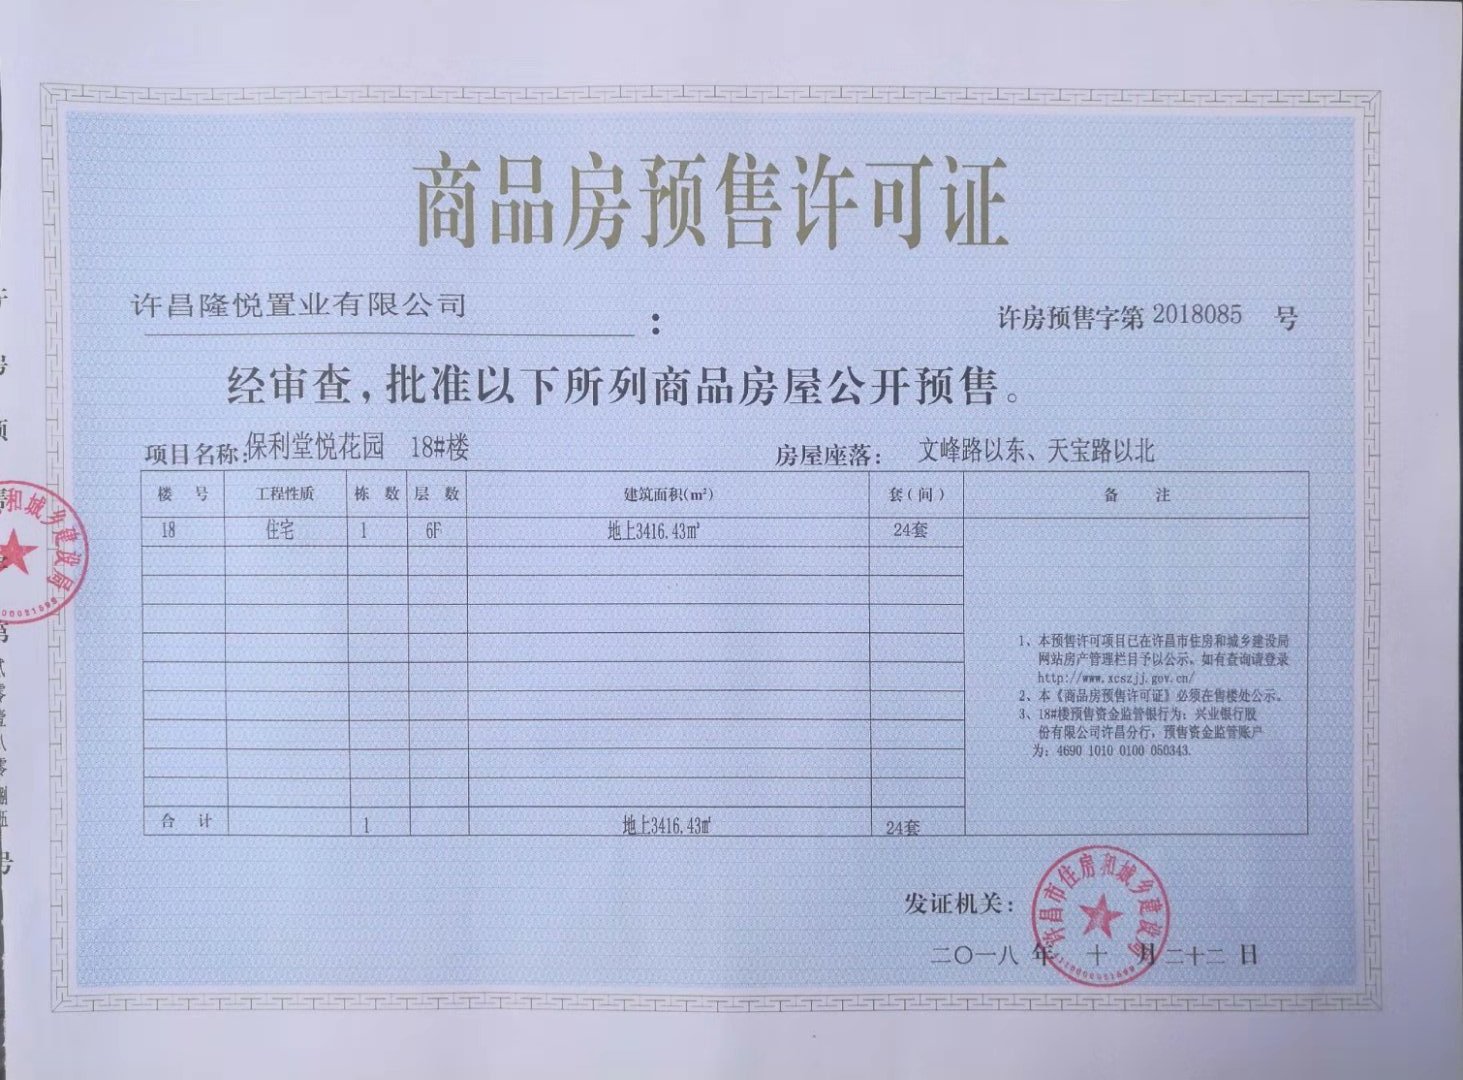 商品房预售许可证
许昌隆悦置业有限公司：
许房预售字第 2018085 号
经审查，批准以下所列商品房屋公开预售。
项目名称：保利堂悦花园 18#楼
房屋座落： 文峰路以东、天宝路以北
楼号 工程性质 栋数 层数 建筑面积（m²） 套（间） 备注
18 住宅 1 6F 地上3416.43㎡ 24套
1、本预售许可项目已在许昌市住房和城乡建设局
网站房产管理栏目予以公示。如有查询请登录
http://www.xcszjj.gov.cn/
2、本《商品房预售许可证》必须在售楼处公示。
3、18#楼预售资金监管银行为：兴业银行股
份有限公司许昌分行，预售资金监管账户
为：4690 1010 0100 050343.
合计 1 地上3416.43㎡ 24套
发证机关：
许昌市住房和城乡建设局
二〇一八 年 十 月 二十二 日
和城乡建设局